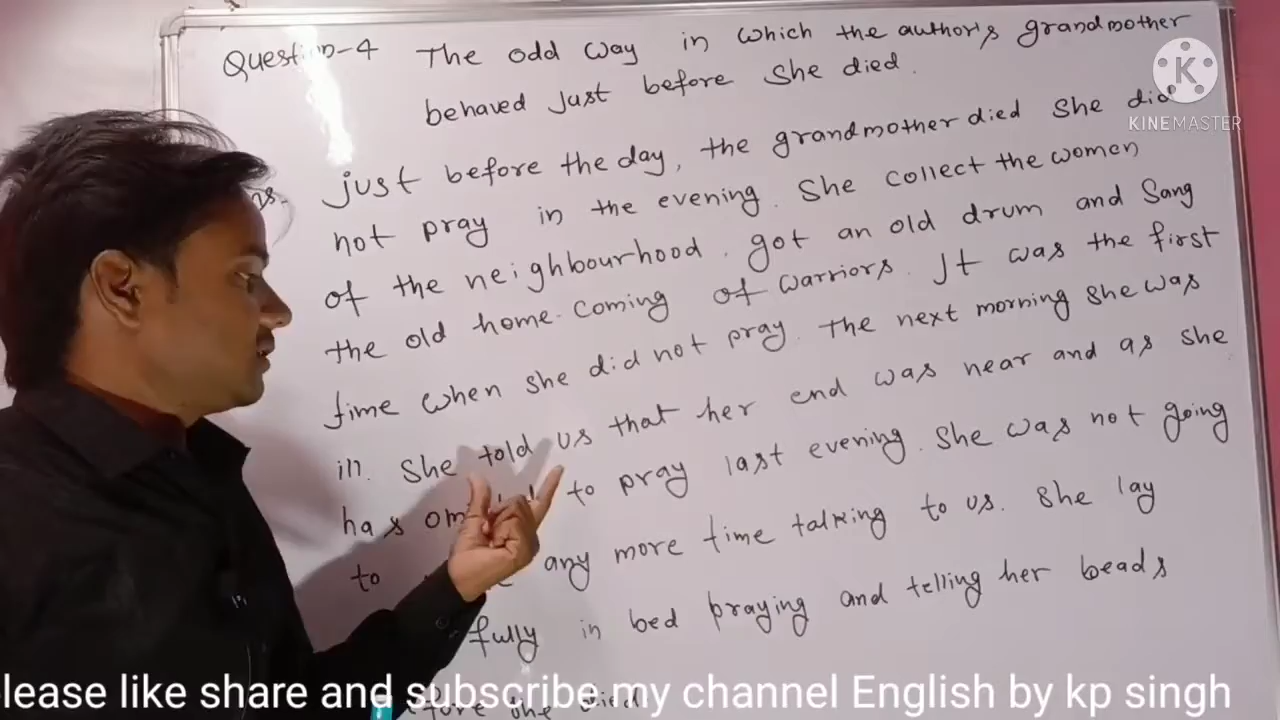 Question-4 The odd way in which the author's grandmother
behaved just before she died.
Ans. just before the day, the grandmother died she did
not pray in the evening. She collect the women
of the neighbourhood. got an old drum and sang
the old home-coming of warriors. It was the first
time when she did not pray. The next morning she was
ill. She told us that her end was near and as she
has to pray last evening. She was not going
to any more time talking to us. She lay
fully in bed praying and telling her beads
she died
K
KINEMASTER
lease like share and subscribe my channel English by kp singh